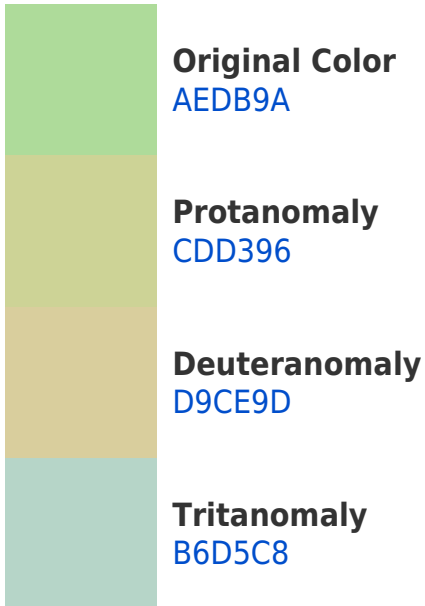 Original Color
AEDB9A
Protanomaly
CDD396
Deuteranomaly
D9CE9D
Tritanomaly
B6D5C8